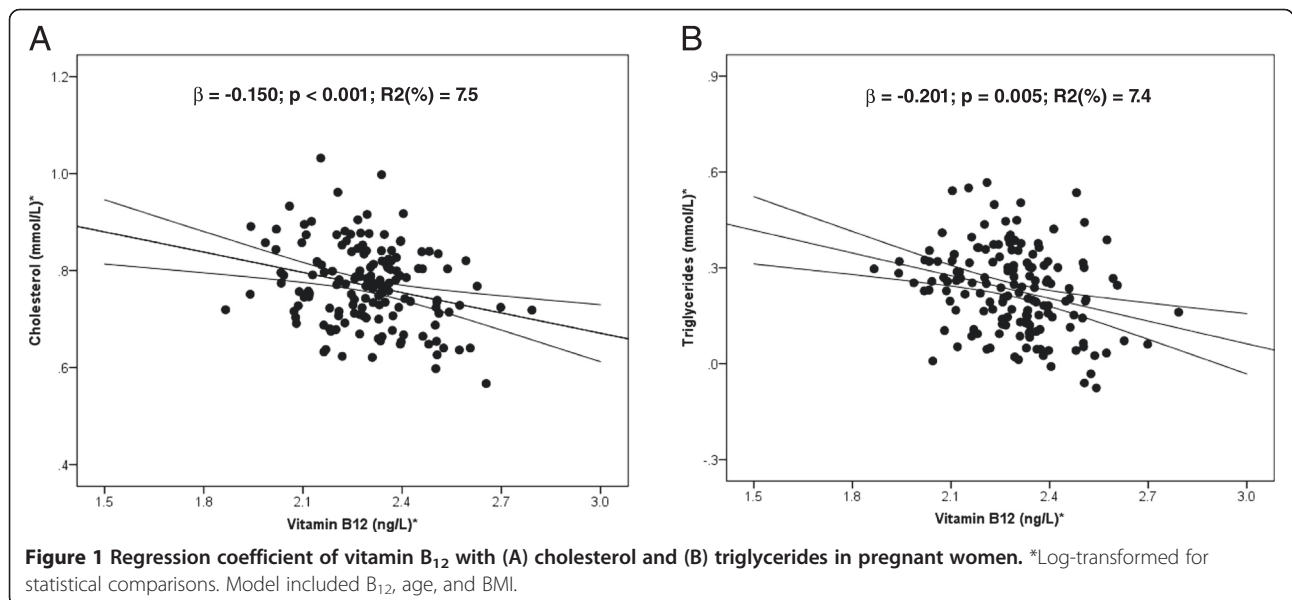 A
β = -0.150; p < 0.001; R2(%) = 7.5
Cholesterol (mmol/L)*
1.2
1.0
.8
.6
.4
1.5 1.8 2.1 2.4 2.7 3.0
Vitamin B12 (ng/L)*
B
β = -0.201; p = 0.005; R2(%) = 7.4
Triglycerides (mmol/L)*
.9
.6
.3
.0
-.3
1.5 1.8 2.1 2.4 2.7 3.0
Vitamin B12 (ng/L)*
Figure 1 Regression coefficient of vitamin B₁₂ with (A) cholesterol and (B) triglycerides in pregnant women. *Log-transformed for
statistical comparisons. Model included B₁₂, age, and BMI.